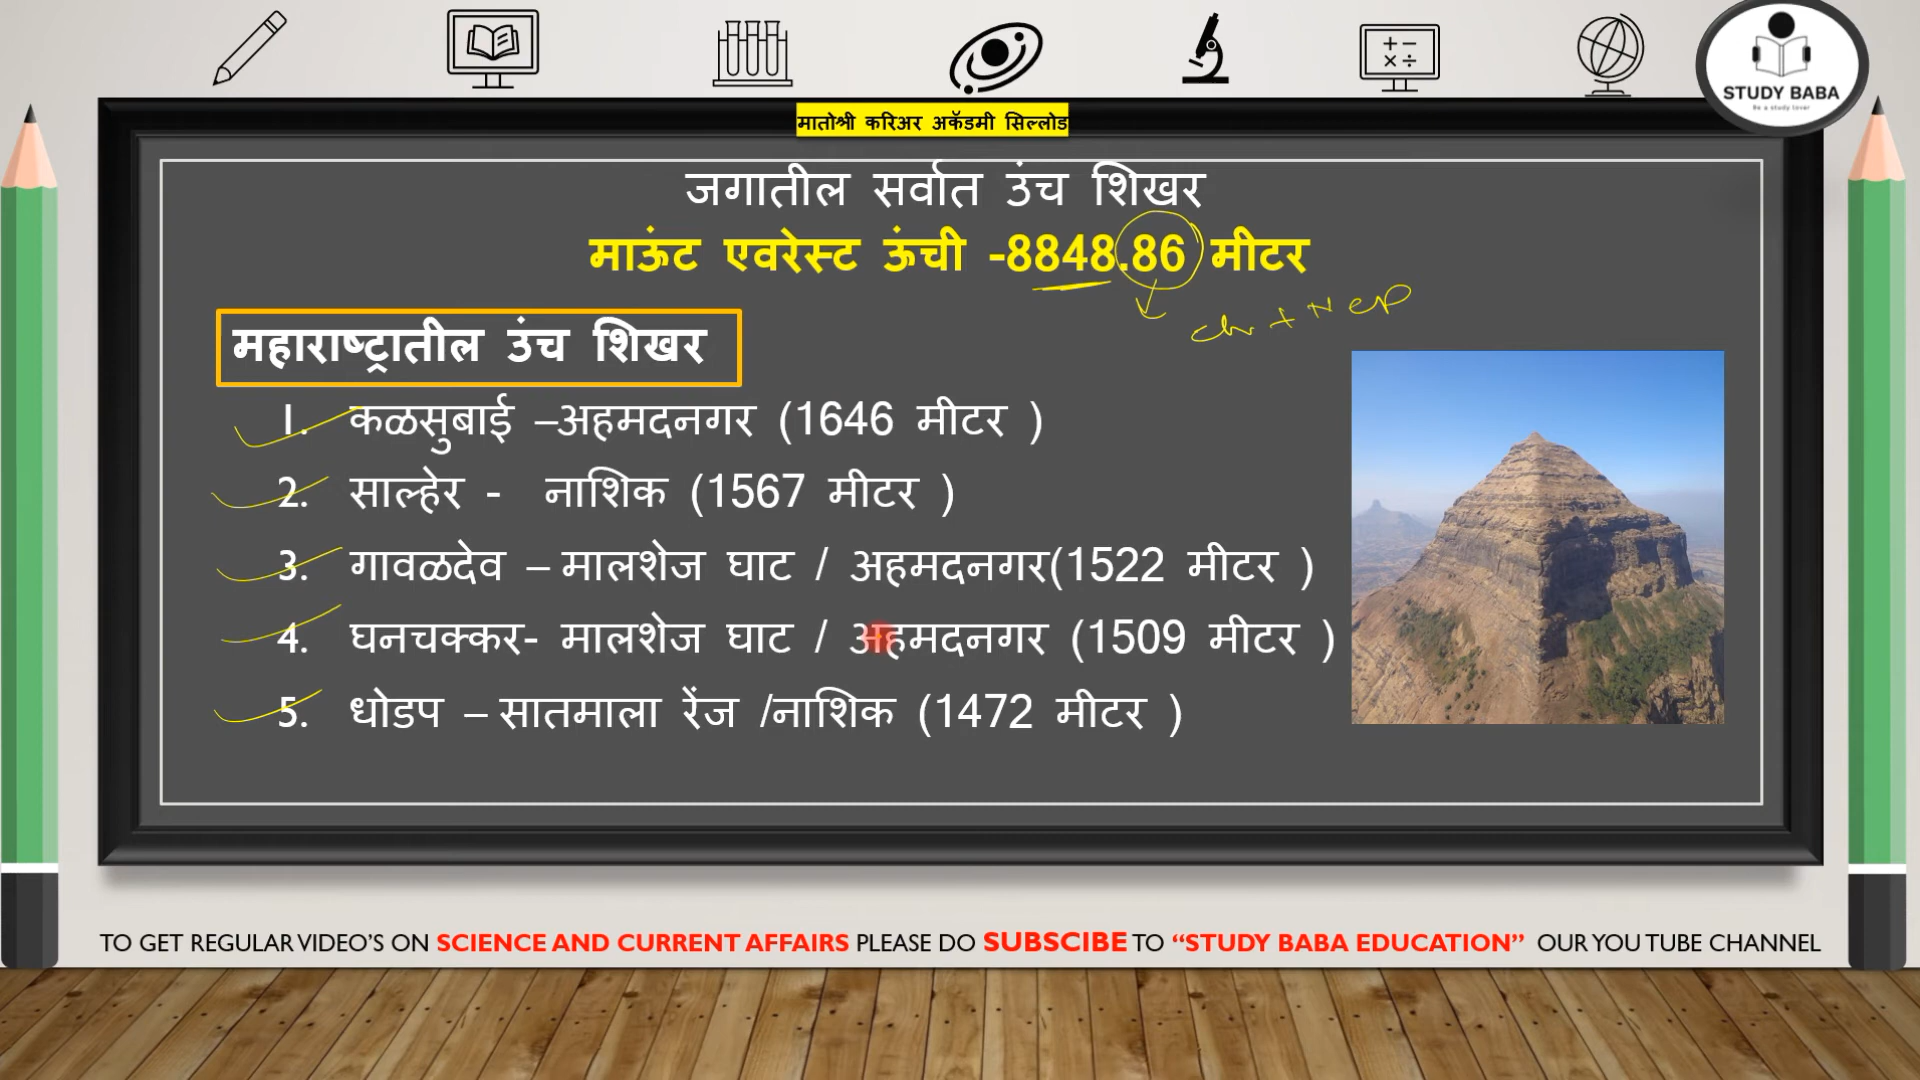 STUDY BABA
Be a study lover
मातोश्री करिअर अकॅडमी सिल्लोड
जगातील सर्वात उंच शिखर
माऊंट एवरेस्ट ऊंची -8848.86 मीटर
महाराष्ट्रातील उंच शिखर
1. कळसुबाई –अहमदनगर (1646 मीटर )
2. साल्हेर - नाशिक (1567 मीटर )
3. गावळदेव – मालशेज घाट / अहमदनगर(1522 मीटर )
4. घनचक्कर- मालशेज घाट / अहमदनगर (1509 मीटर )
5. धोडप – सातमाला रेंज /नाशिक (1472 मीटर )
TO GET REGULAR VIDEO’S ON SCIENCE AND CURRENT AFFAIRS PLEASE DO SUBSCIBE TO “STUDY BABA EDUCATION” OUR YOU TUBE CHANNEL